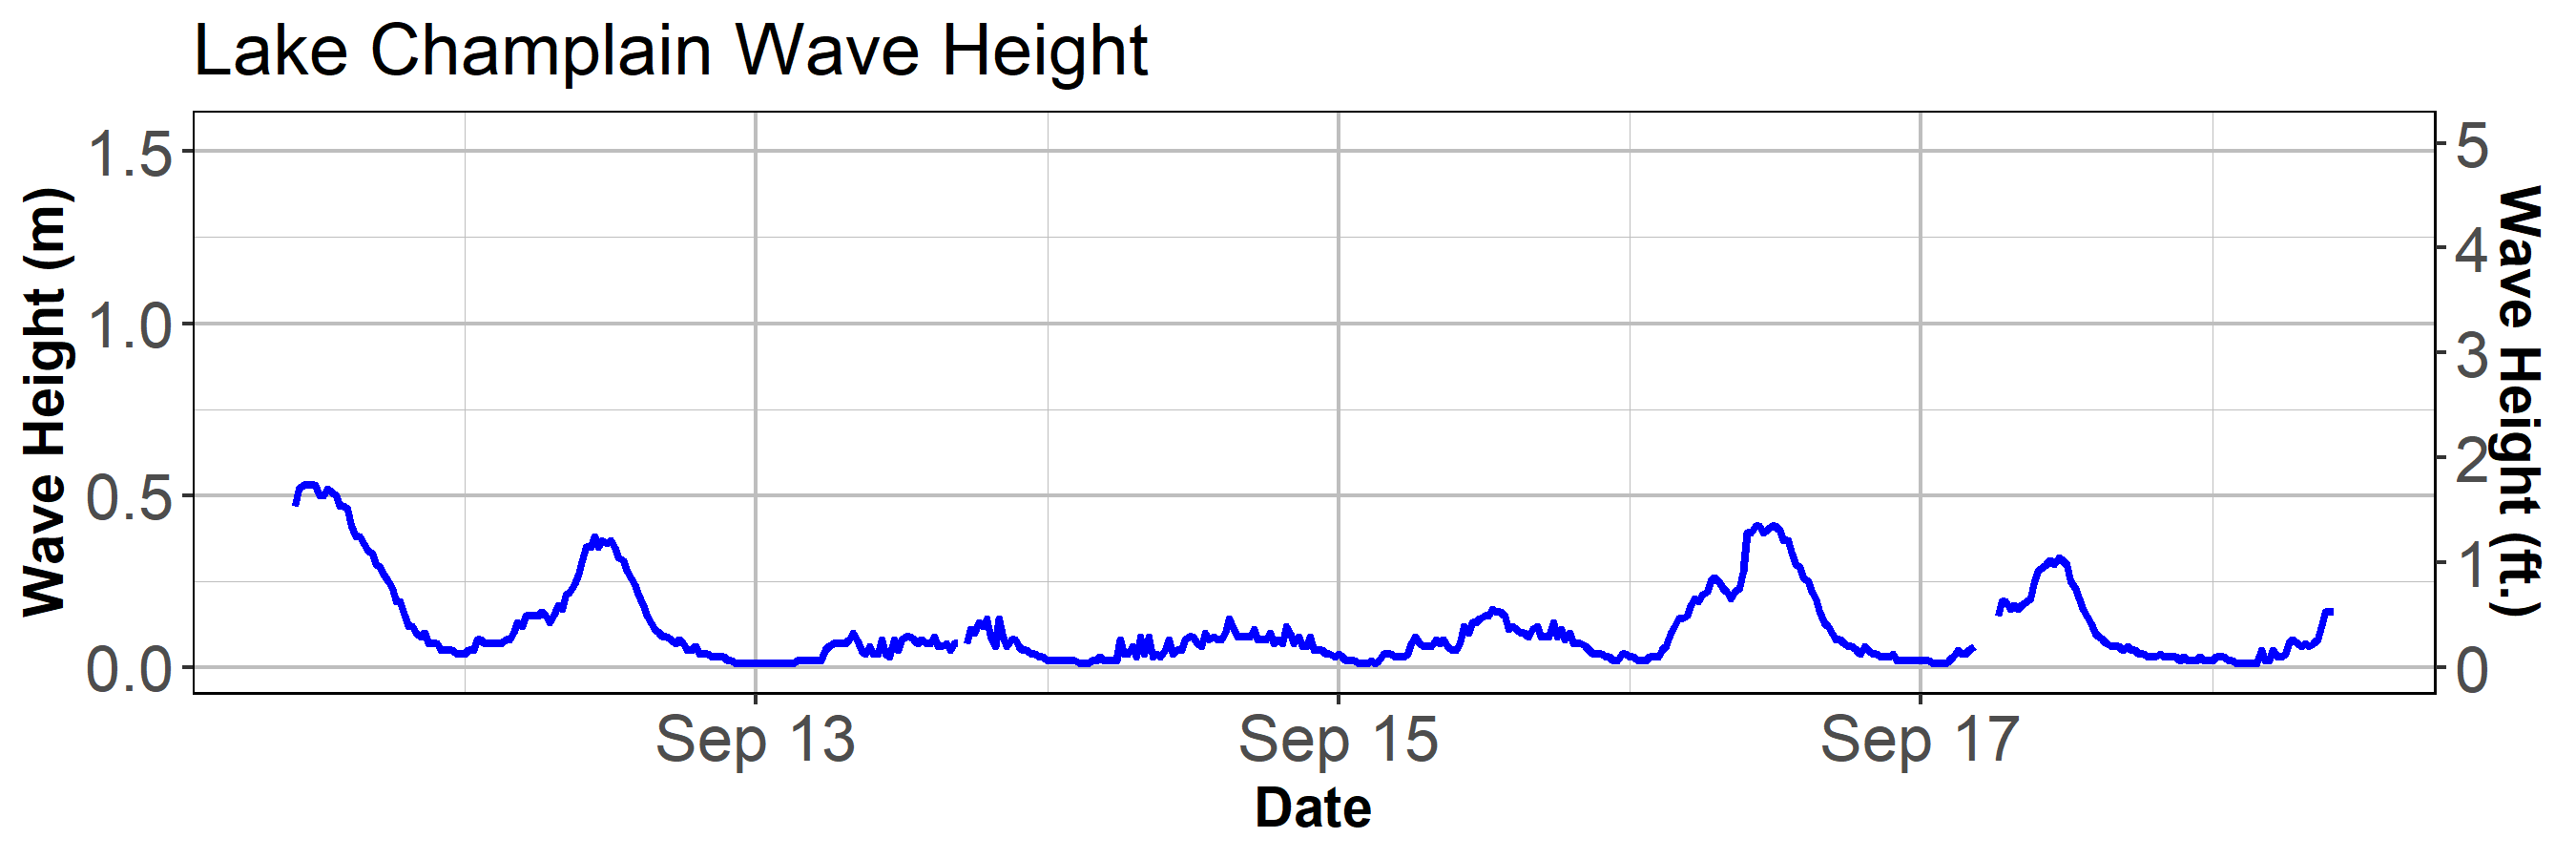 Lake Champlain Wave Height
Wave Height (m)
1.5
1.0
0.5
0.0
5
4
3
2
1
0
Wave Height (ft.)
Sep 13
Sep 15
Sep 17
Date